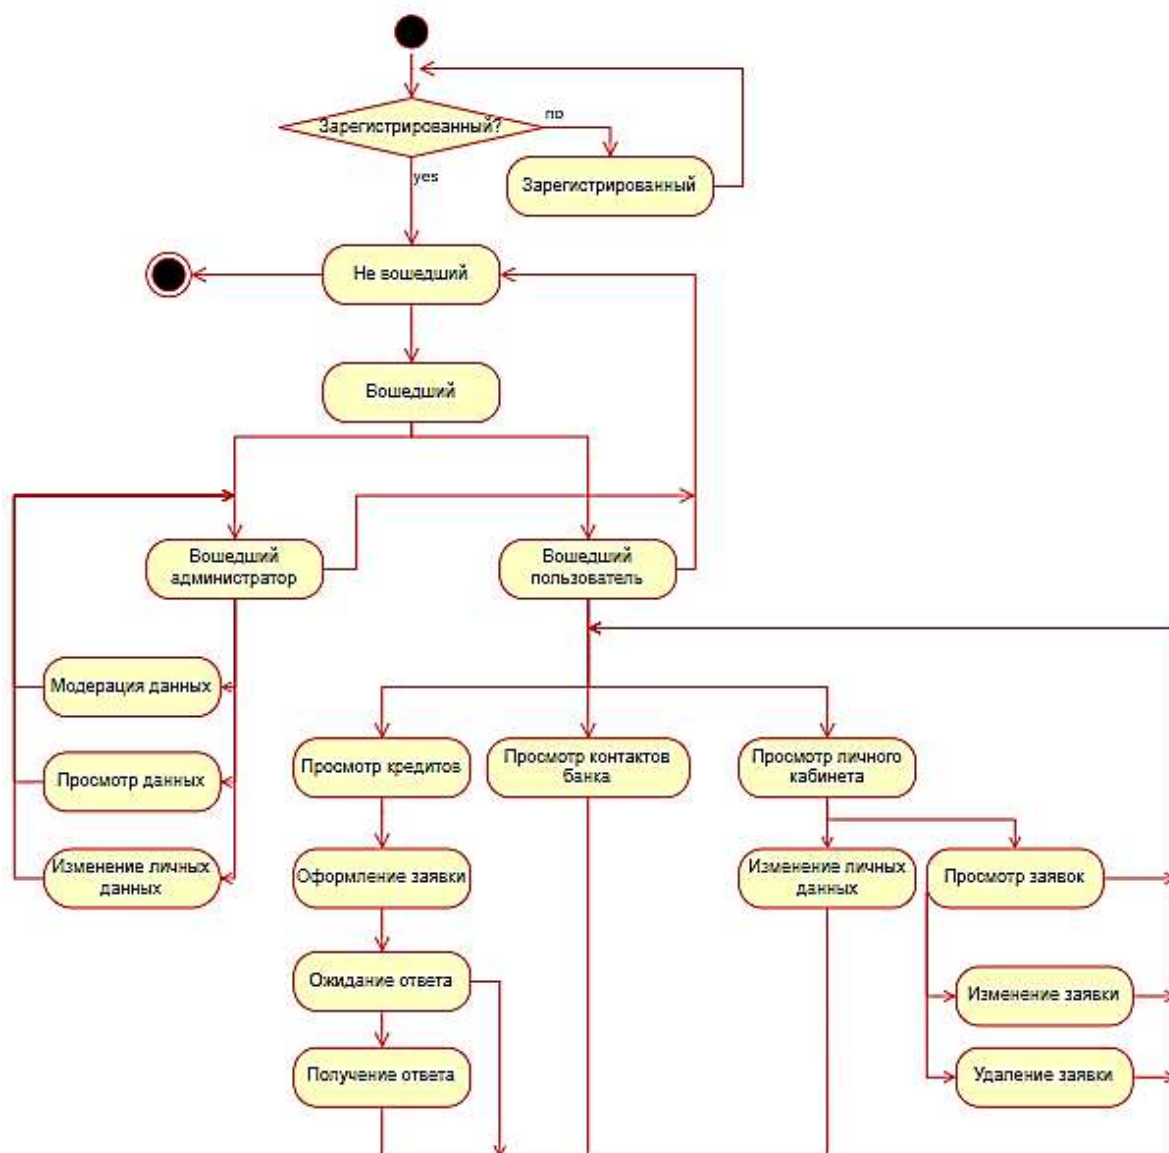 Зарегистрированный?
no
yes
Зарегистрированный
Не вошедший
Вошедший
Вошедший
администратор
Вошедший
пользователь
Модерация данных
Просмотр данных
Изменение личных
данных
Просмотр кредитов
Просмотр контактов
банка
Просмотр личного
кабинета
Оформление заявки
Изменение личных
данных
Просмотр заявок
Ожидание ответа
Изменение заявки
Получение ответа
Удаление заявки